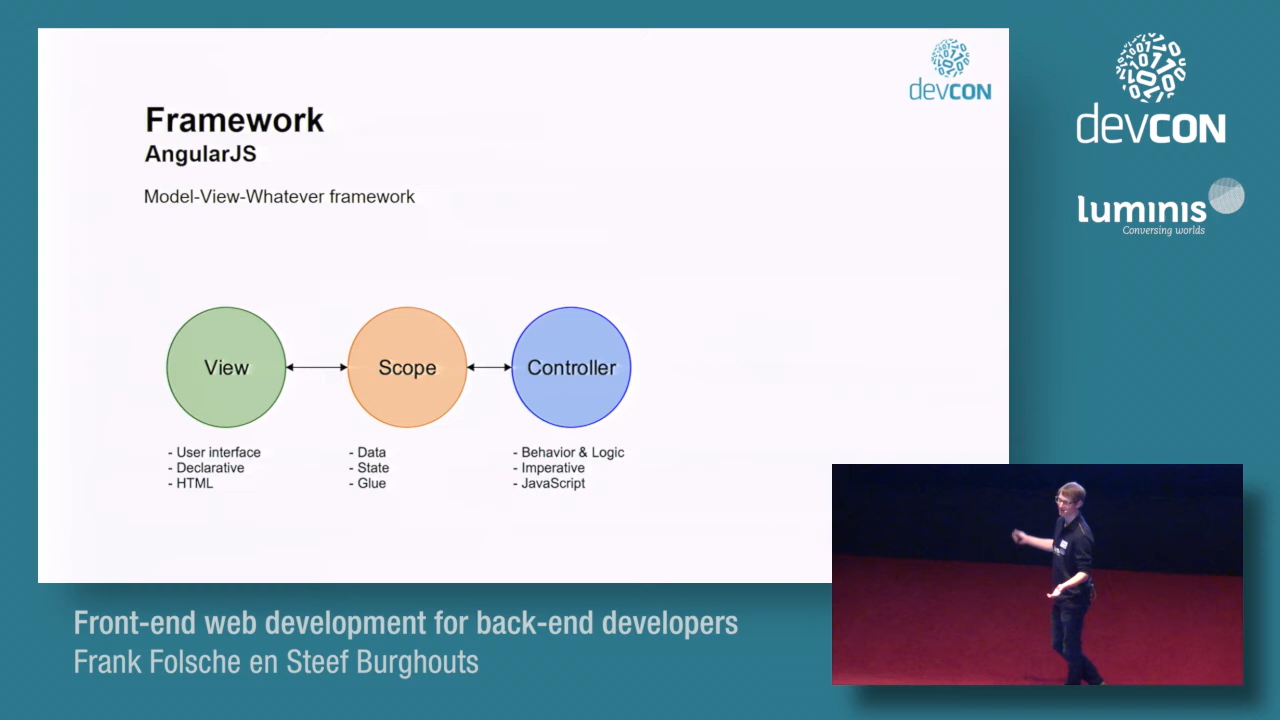 devcon
Framework
AngularJS
Model-View-Whatever framework
View
Scope
Controller
- User interface
- Declarative
- HTML
- Data
- State
- Glue
- Behavior & Logic
- Imperative
- JavaScript
devcon
luminis
Conversing worlds
Front-end web development for back-end developers
Frank Folsche en Steef Burghouts